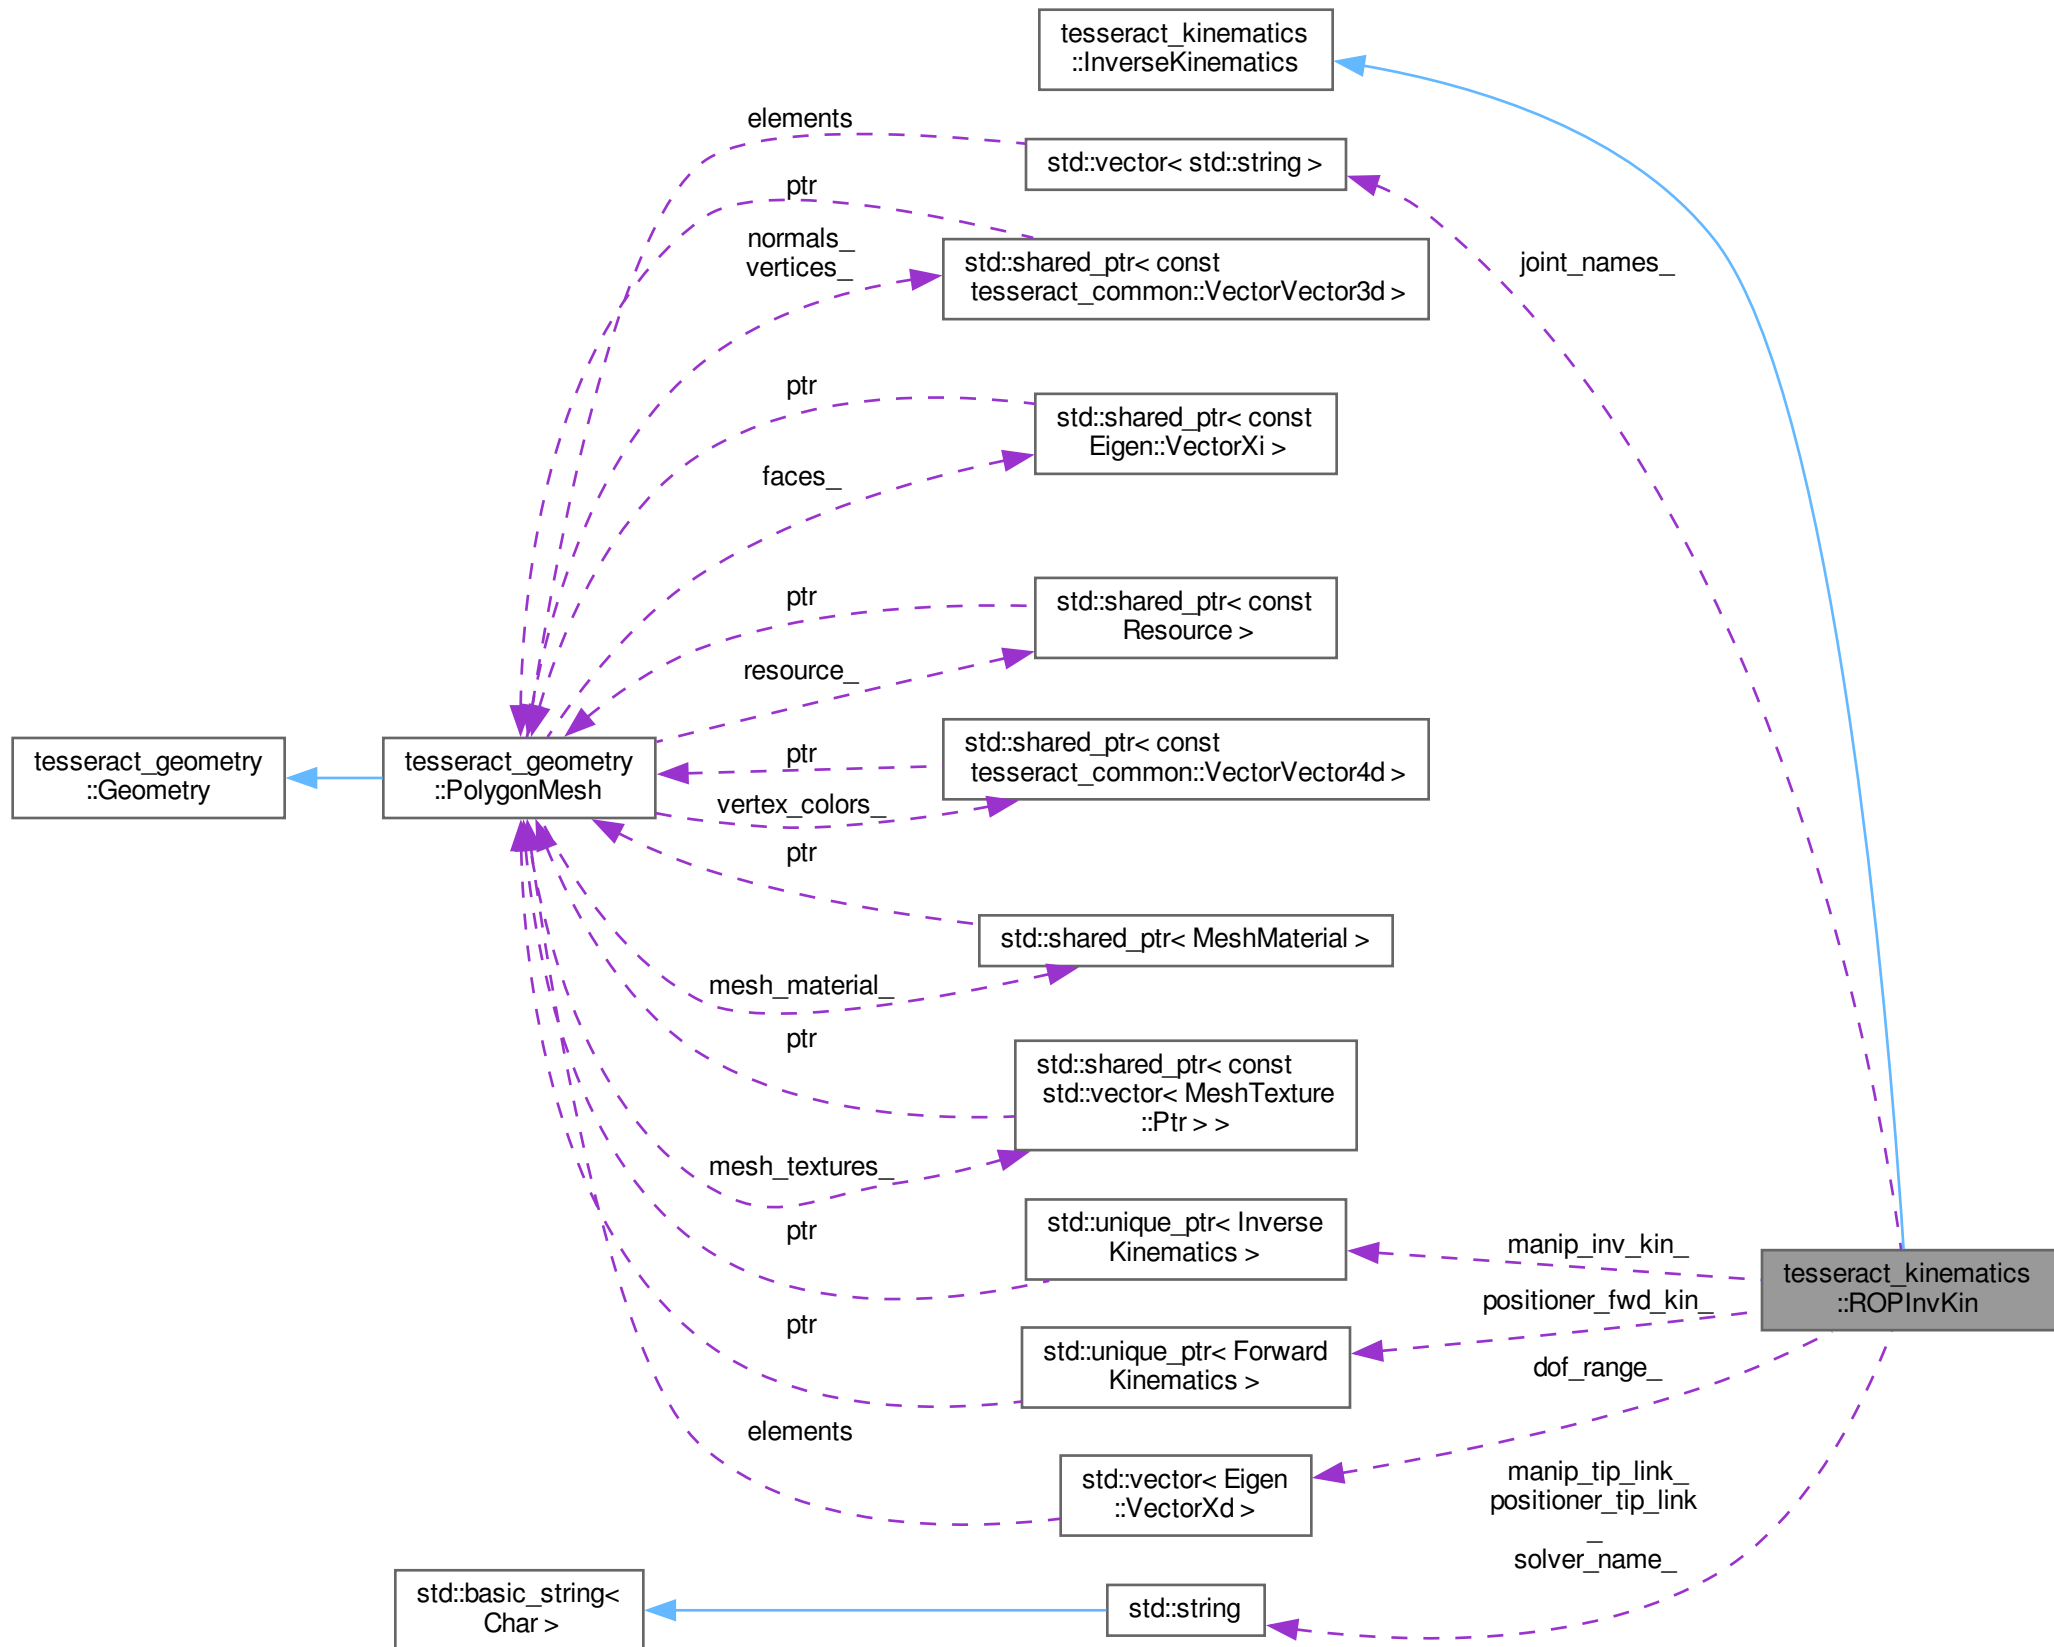 tesseract_kinematics
::InverseKinematics
elements
std::vector< std::string >
ptr
normals_
vertices_
std::shared_ptr< const
tesseract_common::VectorVector3d >
joint_names_
ptr
std::shared_ptr< const
Eigen::VectorXi >
faces_
ptr
std::shared_ptr< const
Resource >
resource_
tesseract_geometry
::Geometry
tesseract_geometry
::PolygonMesh
ptr
vertex_colors_
std::shared_ptr< const
tesseract_common::VectorVector4d >
ptr
std::shared_ptr< MeshMaterial >
mesh_material_
ptr
std::shared_ptr< const
std::vector< MeshTexture
::Ptr > >
mesh_textures_
ptr
std::unique_ptr< Inverse
Kinematics >
manip_inv_kin_
tesseract_kinematics
::ROPInvKin
positioner_fwd_kin_
ptr
std::unique_ptr< Forward
Kinematics >
dof_range_
elements
std::vector< Eigen
::VectorXd >
manip_tip_link_
positioner_tip_link
_
solver_name_
std::basic_string<
Char >
std::string